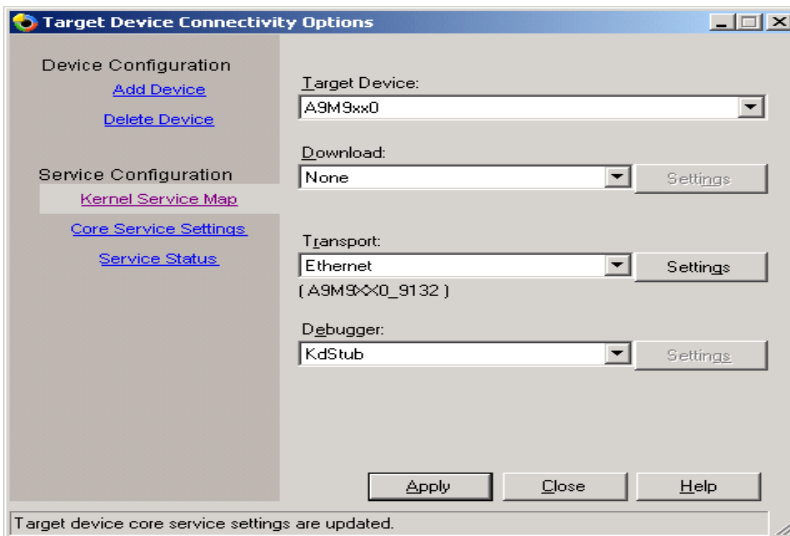 Target Device Connectivity Options
Device Configuration
Add Device
Delete Device
Service Configuration
Kernel Service Map
Core Service Settings
Service Status
Target Device:
A9M9xx0
Download:
None
Settings
Transport:
Ethernet
Settings
(A9M9XX0_9132)
Debugger:
KdStub
Settings
Apply
Close
Help
Target device core service settings are updated.